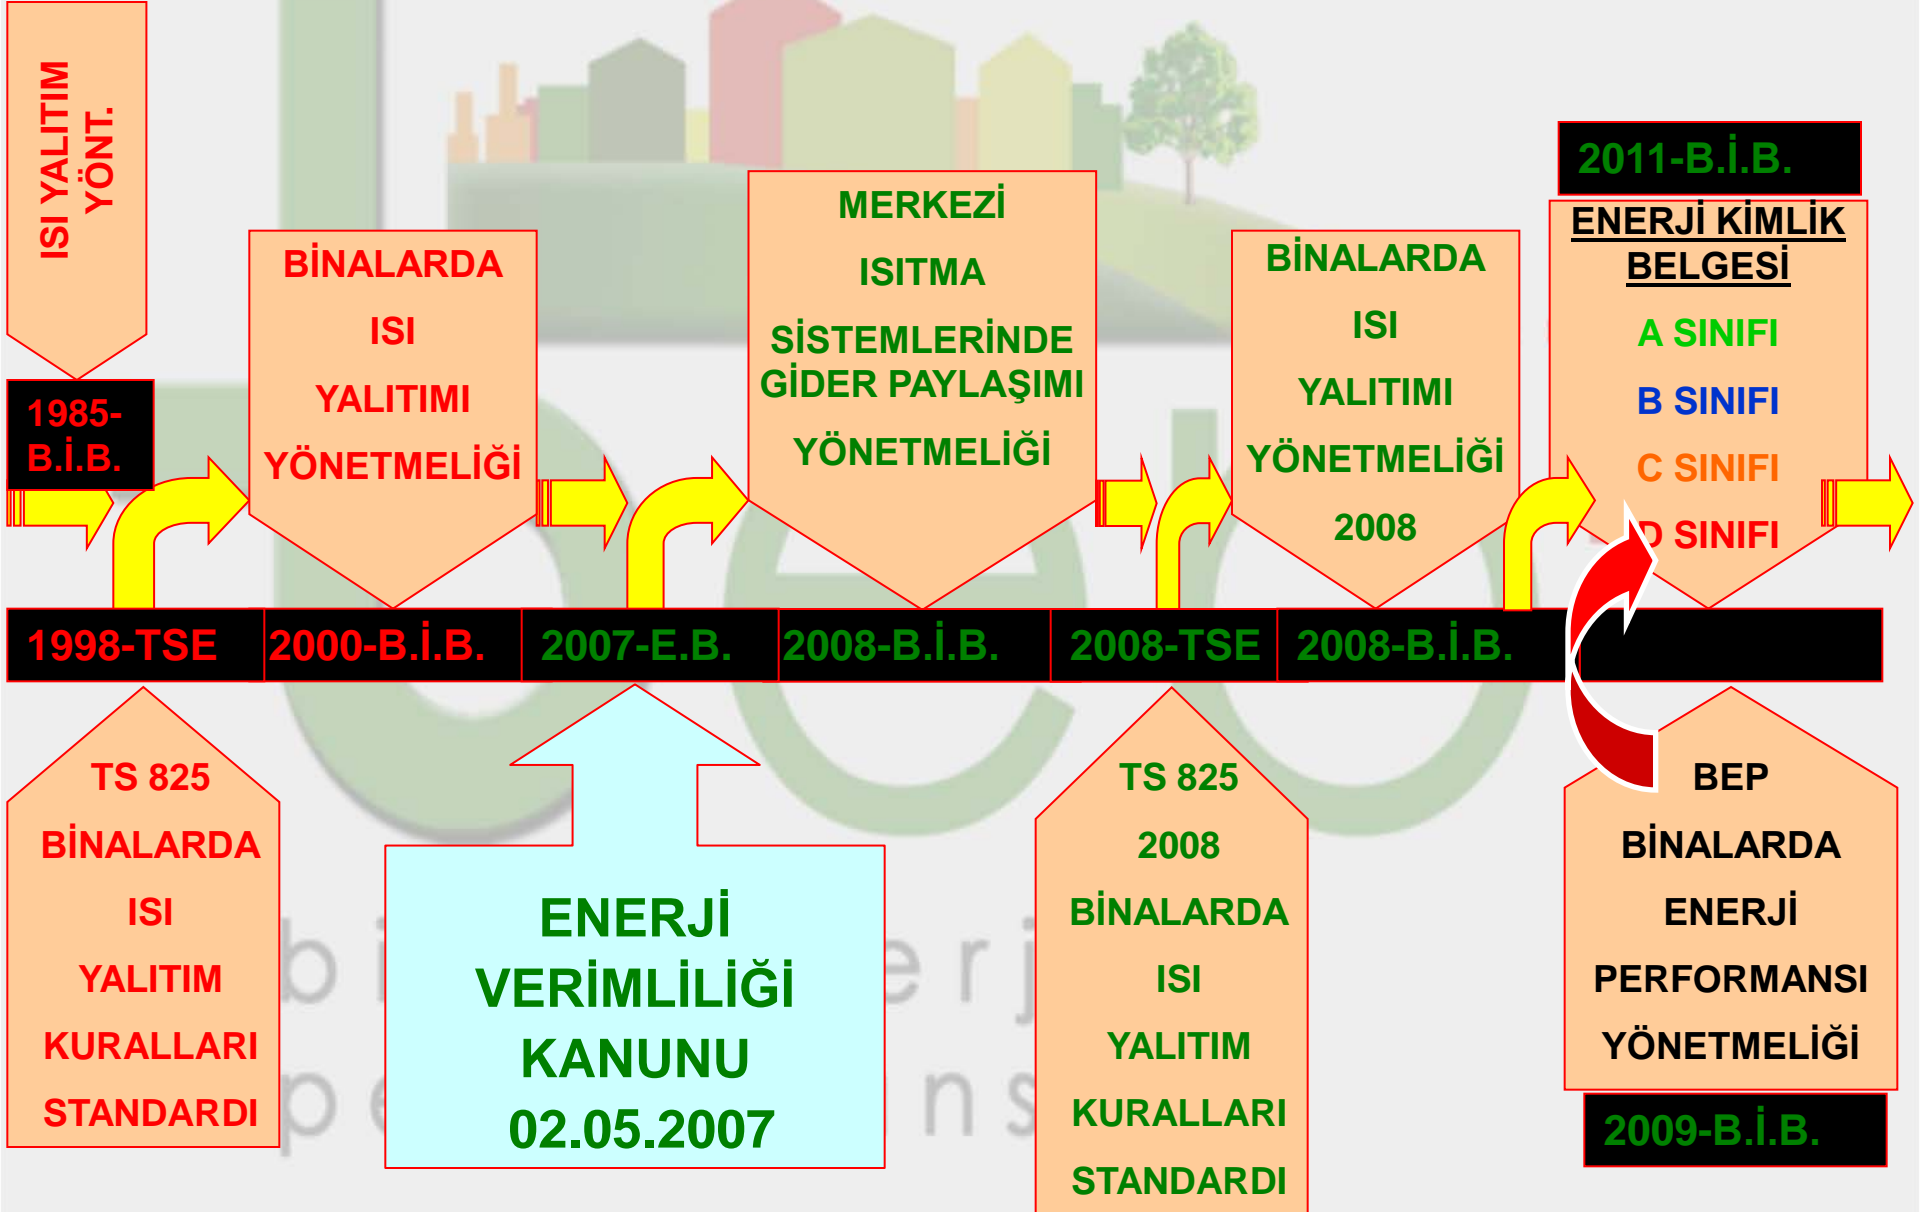 ISI YALITIM
YÖNT.
1985-
B.İ.B.
BİNALARDA
ISI
YALITIMI
YÖNETMELİĞİ
MERKEZİ
ISITMA
SİSTEMLERİNDE
GİDER PAYLAŞIMI
YÖNETMELİĞİ
BİNALARDA
ISI
YALITIMI
YÖNETMELİĞİ
2008
2011-B.İ.B.
ENERJİ KİMLİK
BELGESİ
A SINIFI
B SINIFI
C SINIFI
D SINIFI
1998-TSE
2000-B.İ.B.
2007-E.B.
2008-B.İ.B.
2008-TSE
2008-B.İ.B.
TS 825
BİNALARDA
ISI
YALITIM
KURALLARI
STANDARDI
ENERJİ
VERİMLİLİĞİ
KANUNU
02.05.2007
TS 825
2008
BİNALARDA
ISI
YALITIM
KURALLARI
STANDARDI
BEP
BİNALARDA
ENERJİ
PERFORMANSI
YÖNETMELİĞİ
2009-B.İ.B.